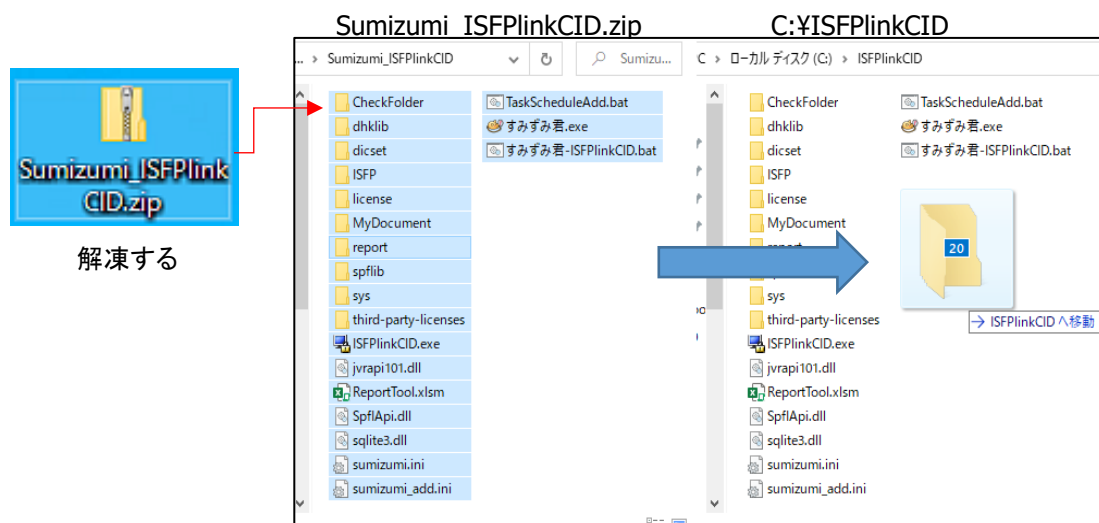 Sumizumi_ISFPlinkCID.zip
C:¥ISFPlinkCID
... > Sumizumi_ISFPlinkCID
Sumizu...
C > ローカル ディスク (C:) > ISFPlinkCID
Sumizumi_ISFPlink
CID.zip
解凍する
CheckFolder
dhklib
dicset
ISFP
license
MyDocument
report
spflib
sys
third-party-licenses
ISFPlinkCID.exe
jvrapi101.dll
ReportTool.xlsm
SpflApi.dll
sqlite3.dll
sumizumi.ini
sumizumi_add.ini
TaskScheduleAdd.bat
すみずみ君.exe
すみずみ君-ISFPlinkCID.bat
CheckFolder
dhklib
dicset
ISFP
license
MyDocument
sys
third-party-licenses
ISFPlinkCID.exe
jvrapi101.dll
ReportTool.xlsm
SpflApi.dll
sqlite3.dll
sumizumi.ini
sumizumi_add.ini
TaskScheduleAdd.bat
すみずみ君.exe
すみずみ君-ISFPlinkCID.bat
20
→ ISFPlinkCID へ移動